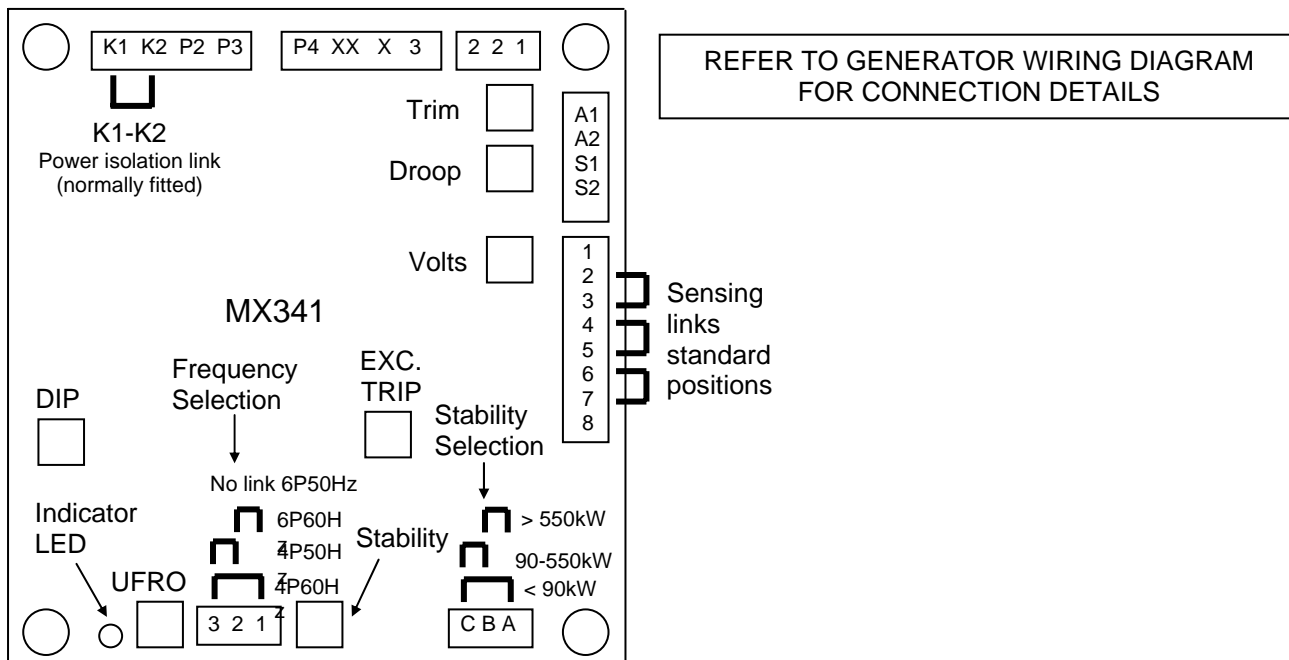 K1 K2 P2 P3
P4 XX X 3
2 2 1
REFER TO GENERATOR WIRING DIAGRAM
FOR CONNECTION DETAILS
K1-K2
Power isolation link
(normally fitted)
Trim
Droop
A1
A2
S1
S2
Volts
1
2
3
4
5
6
7
8
Sensing
links
standard
positions
MX341
Frequency
Selection
EXC.
TRIP
DIP
Stability
Selection
No link 6P50Hz
6P60H
z
4P50H
z
4P60H
z
Indicator
LED
UFRO
Stability
> 550kW
90-550kW
< 90kW
3 2 1
C B A